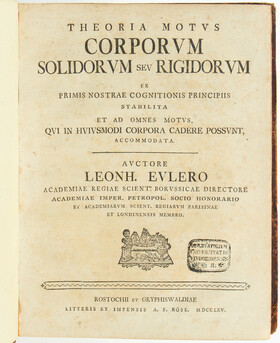 THEORIA MOTVS
CORPORVM
SOLIDORVM SEV RIGIDORVM
EX
PRIMIS NOSTRAE COGNITIONIS PRINCIPIIS
STABILITA
ET AD OMNES MOTVS,
QVI IN HVIVSMODI CORPORA CADERE POSSVNT,
ACCOMMODATA.
AVCTORE
LEONH. EVLERO
ACADEMIAE REGIAE SCIENT. BORVSSICAE DIRECTORE
ACADEMIAE IMPER. PETROPOL. SOCIO HONORARIO
ET ACADEMIARVM SCIENT. REGIARVM PARISINAE
ET LONDINENSIS MEMBRO.
ROSTOCHII ET GRYPHISWALDIAE
LITTERIS ET IMPENSIS A. F. RÖSE. MDCCLXV.